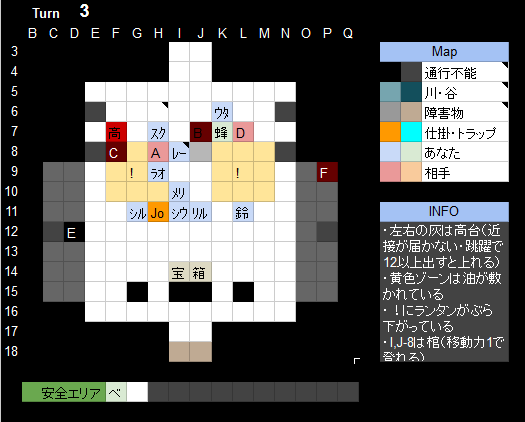 Turn 3
B C D E F G H I J K L M N O P Q
3
4
5
6 ｳﾀ
7 高 ｽｸ B 蜂 D
8 C A ﾚｰ
9 ! ﾗｵ ! F
10 ﾒﾘ
11 ｼﾙ Jo ｼｳ ﾘﾙ 鈴
12 E
13
14 宝 箱
15
16
17
18
安全エリア ベ
Map
通行不能
川・谷
障害物
仕掛・トラップ
あなた
相手
INFO
・左右の灰は高台（近
接が届かない・跳躍で
12以上出すと上れる）
・黄色ゾーンは油が敷
かれている
・！にランタンがぶら
下がっている
・I,J-8は棺（移動力1で
登れる）